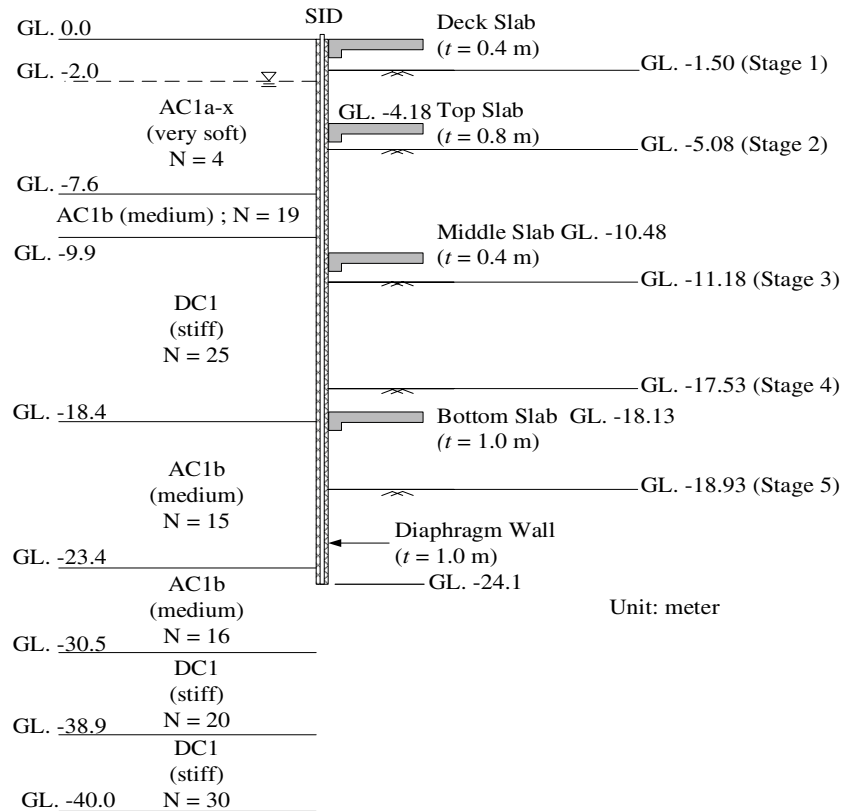 SID
GL. 0.0
Deck Slab
(t = 0.4 m)
GL. -1.50 (Stage 1)
GL. -2.0
AC1a-x
(very soft)
N = 4
GL. -4.18 Top Slab
(t = 0.8 m)
GL. -5.08 (Stage 2)
GL. -7.6
AC1b (medium) ; N = 19
GL. -9.9
Middle Slab GL. -10.48
(t = 0.4 m)
GL. -11.18 (Stage 3)
DC1
(stiff)
N = 25
GL. -17.53 (Stage 4)
GL. -18.4
Bottom Slab GL. -18.13
(t = 1.0 m)
AC1b
(medium)
N = 15
GL. -18.93 (Stage 5)
Diaphragm Wall
(t = 1.0 m)
GL. -23.4
GL. -24.1
AC1b
(medium)
N = 16
Unit: meter
GL. -30.5
DC1
(stiff)
N = 20
GL. -38.9
DC1
(stiff)
N = 30
GL. -40.0